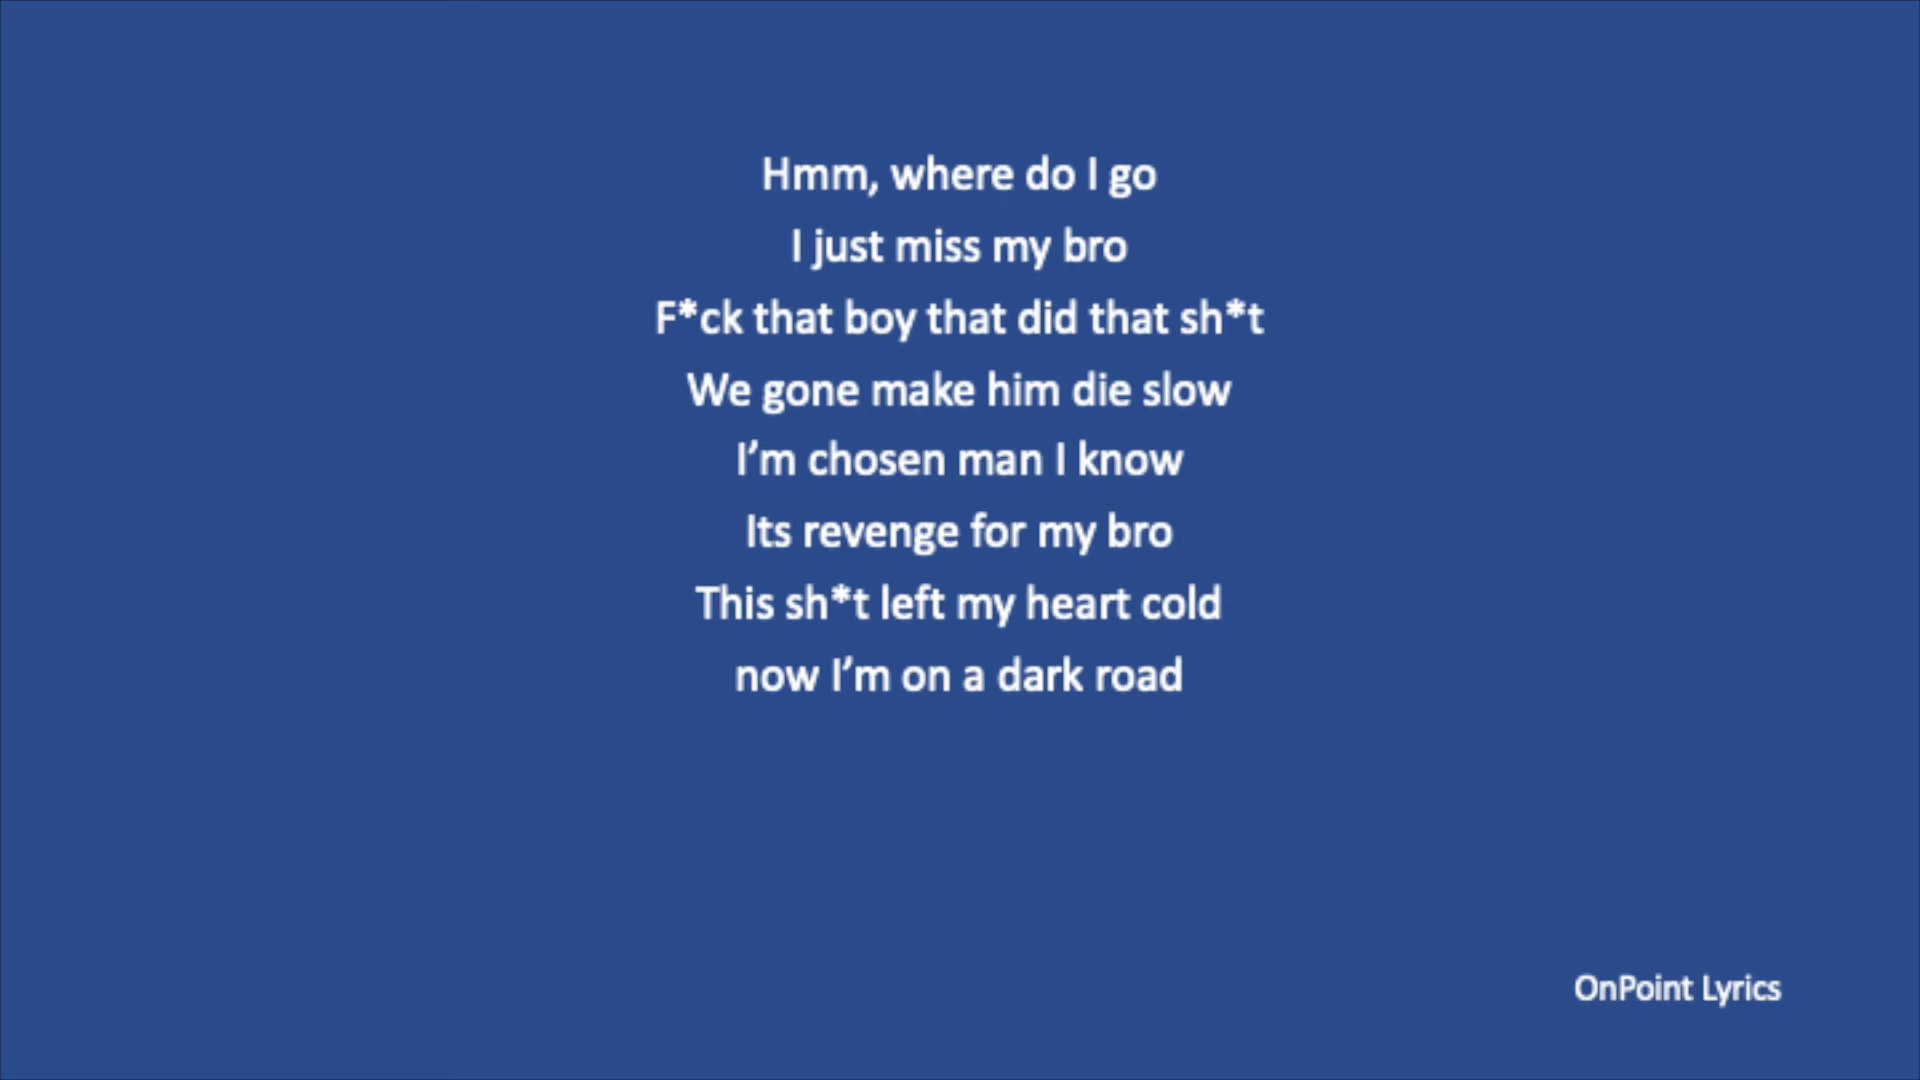 Hmm, where do I go
I just miss my bro
F*ck that boy that did that sh*t
We gone make him die slow
I’m chosen man I know
Its revenge for my bro
This sh*t left my heart cold
now I’m on a dark road
OnPoint Lyrics